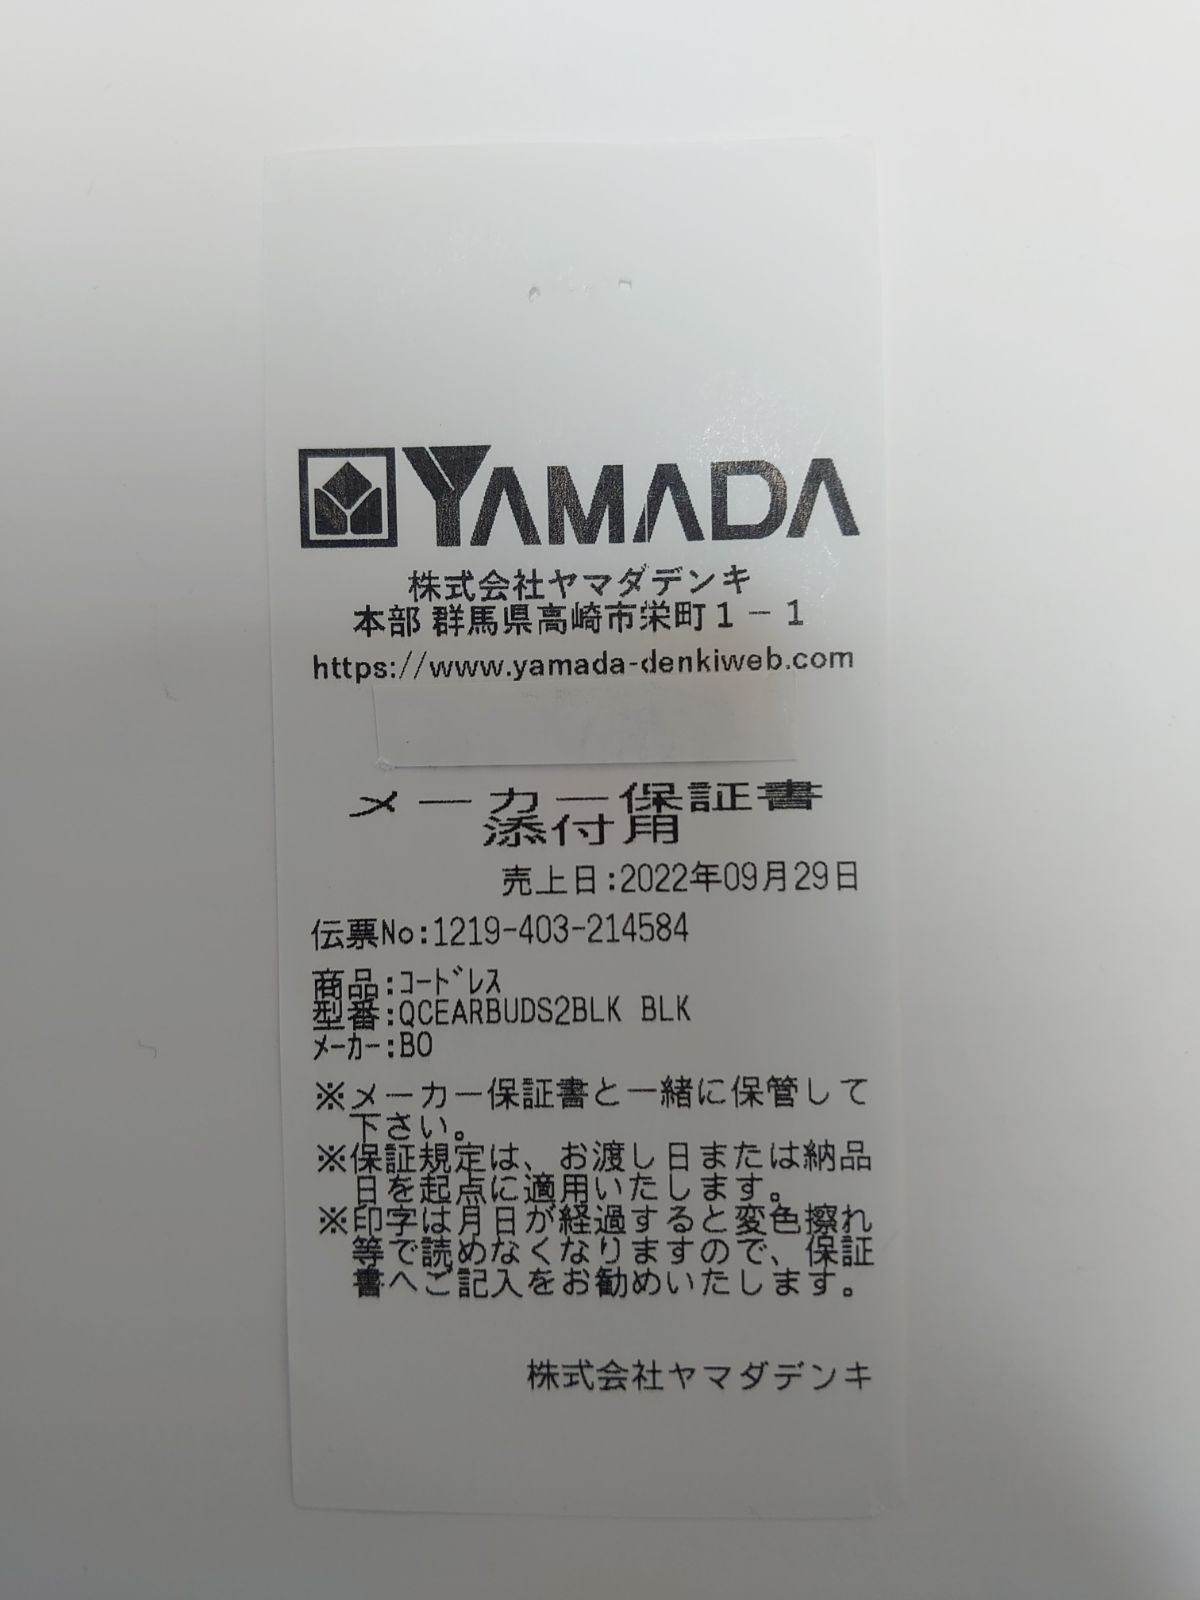 YAMADA
株式会社ヤマダデンキ
本部 群馬県高崎市栄町1-1
https://www.yamada-denkiweb.com
メーカー保証書
添付用
売上日:2022年09月29日
伝票No:1219-403-214584
商品:ｺｰﾄﾞﾚｽ
型番:QCEARBUDS2BLK BLK
ﾒｰｶｰ:BO
※メーカー保証書と一緒に保管して
下さい。
※保証規定は、お渡し日または納品
日を起点に適用いたします。
※印字は月日が経過すると変色擦れ
等で読めなくなりますので、保証
書へご記入をお勧めいたします。
株式会社ヤマダデンキ